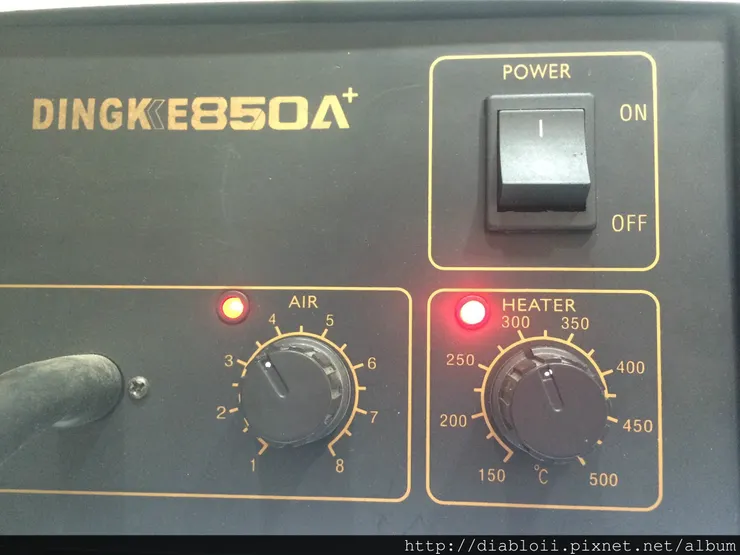 DINGKE850A+
POWER
ON
OFF
AIR
1 2 3 4 5 6 7 8
HEATER
150 200 250 300 350 400 450 500
°C
http://diabloii.pixnet.net/album